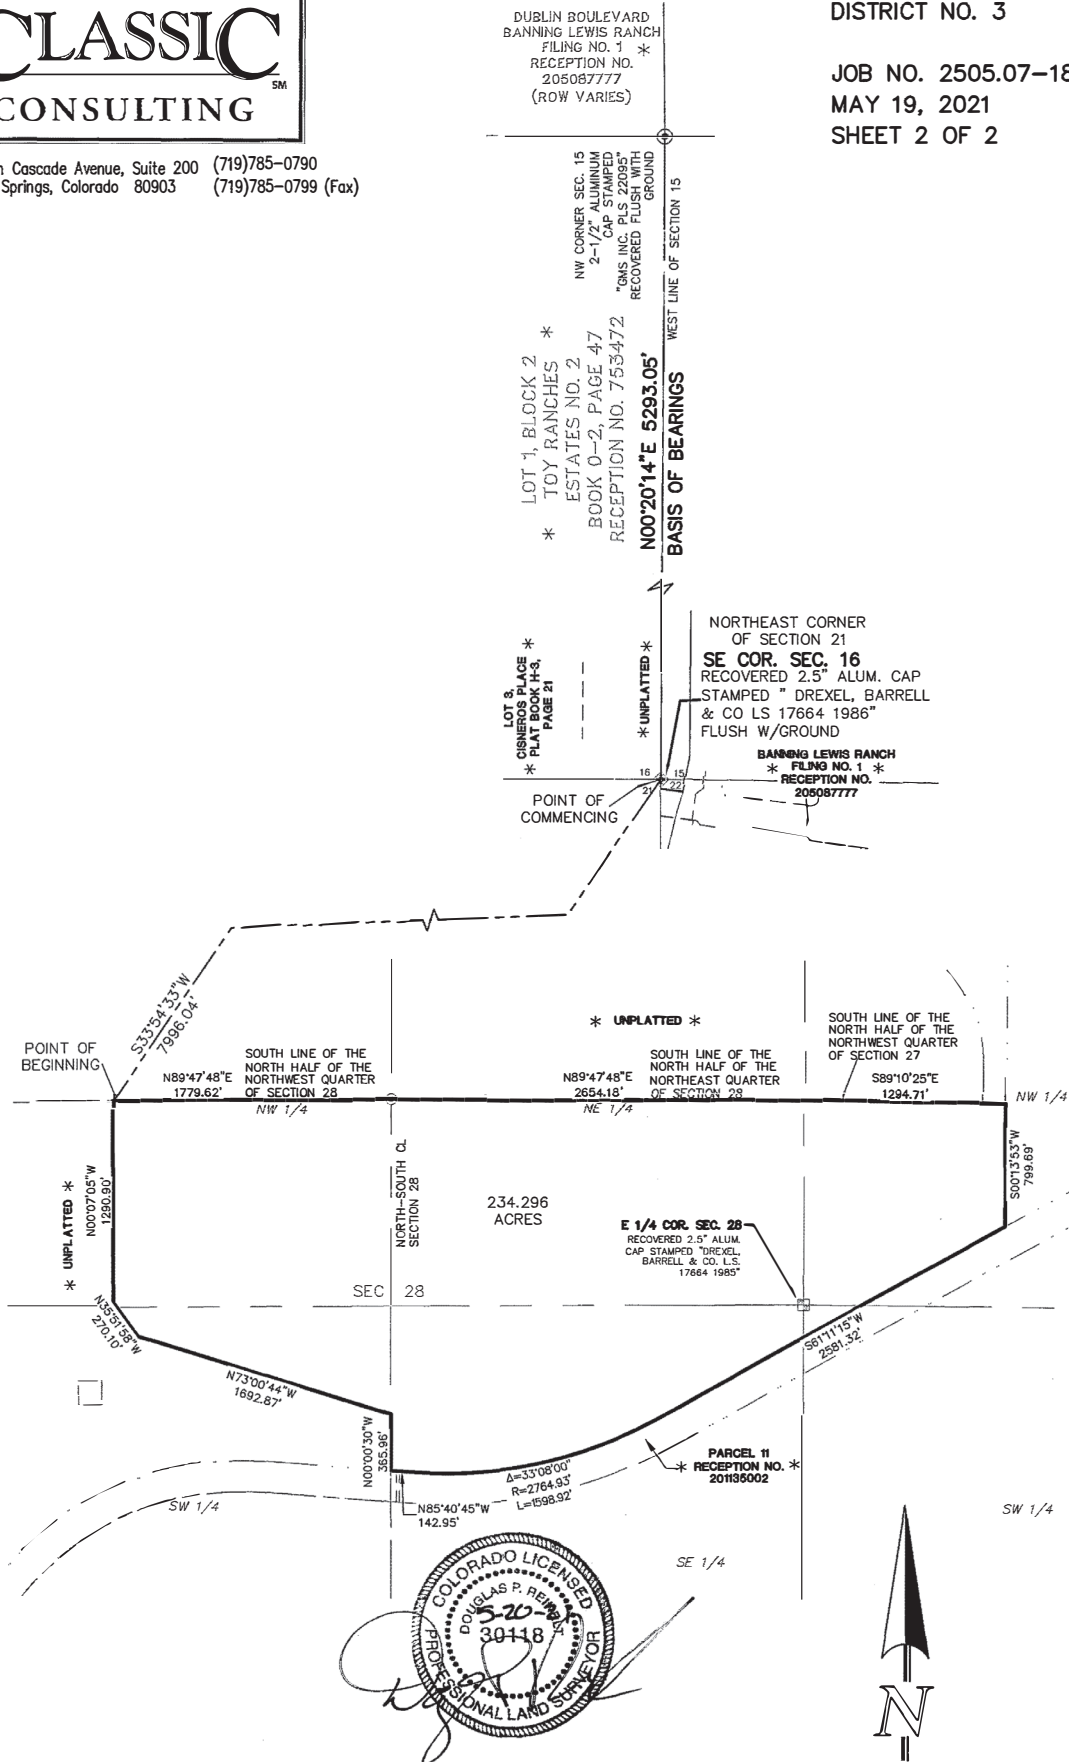 CLASSIC
SM
CONSULTING
Cascade Avenue, Suite 200 (719)785-0790
Springs, Colorado 80903 (719)785-0799 (Fax)
DUBLIN BOULEVARD
BANNING LEWIS RANCH
FILING NO. 1 *
RECEPTION NO.
205087777
(ROW VARIES)
DISTRICT NO. 3
JOB NO. 2505.07-18
MAY 19, 2021
SHEET 2 OF 2
NW CORNER SEC. 15
2-1/2" ALUMINUM
CAP STAMPED
"GMS INC. PLS 22095"
RECOVERED FLUSH WITH
GROUND
WEST LINE OF SECTION 15
LOT 1, BLOCK 2
* TOY RANCHES *
ESTATES NO. 2
BOOK O-2, PAGE 47
RECEPTION NO. 753472
N00°20'14"E 5293.05'
BASIS OF BEARINGS
LOT 3,
CISNEROS PLACE
PLAT BOOK H-3,
* PAGE 21 *
* UNPLATTED *
NORTHEAST CORNER
OF SECTION 21
SE COR. SEC. 16
RECOVERED 2.5" ALUM. CAP
STAMPED " DREXEL, BARRELL
& CO LS 17664 1986"
FLUSH W/GROUND
BANNING LEWIS RANCH
* FILING NO. 1 *
RECEPTION NO.
205087777
16 15
21 22
POINT OF
COMMENCING
S33°54'33"W
7996.04'
POINT OF
BEGINNING
N89°47'48"E
1779.62'
SOUTH LINE OF THE
NORTH HALF OF THE
NORTHWEST QUARTER
OF SECTION 28
NW 1/4
* UNPLATTED *
N89°47'48"E
2654.18'
SOUTH LINE OF THE
NORTH HALF OF THE
NORTHEAST QUARTER
OF SECTION 28
NE 1/4
SOUTH LINE OF THE
NORTH HALF OF THE
NORTHWEST QUARTER
OF SECTION 27
S89°10'25"E
1294.71'
NW 1/4
* UNPLATTED *
N00°07'05"W
1290.90'
NORTH-SOUTH CL
SECTION 28
234.296
ACRES
S00°13'53"W
799.69'
E 1/4 COR. SEC. 28
RECOVERED 2.5" ALUM.
CAP STAMPED "DREXEL,
BARRELL & CO. L.S.
17664 1985"
SEC 28
N35°51'58"W
270.10'
S61°11'15"W
2581.32'
N73°00'44"W
1692.87'
N00°00'30"W
365.96'
PARCEL 11
* RECEPTION NO. *
201135002
Δ=33°08'00"
R=2764.93'
L=1598.92'
N85°40'45"W
142.95'
SW 1/4
SW 1/4
SE 1/4
COLORADO LICENSED
DOUGLAS P. REINELT
5-20-21
30118
PROFESSIONAL LAND SURVEYOR
N